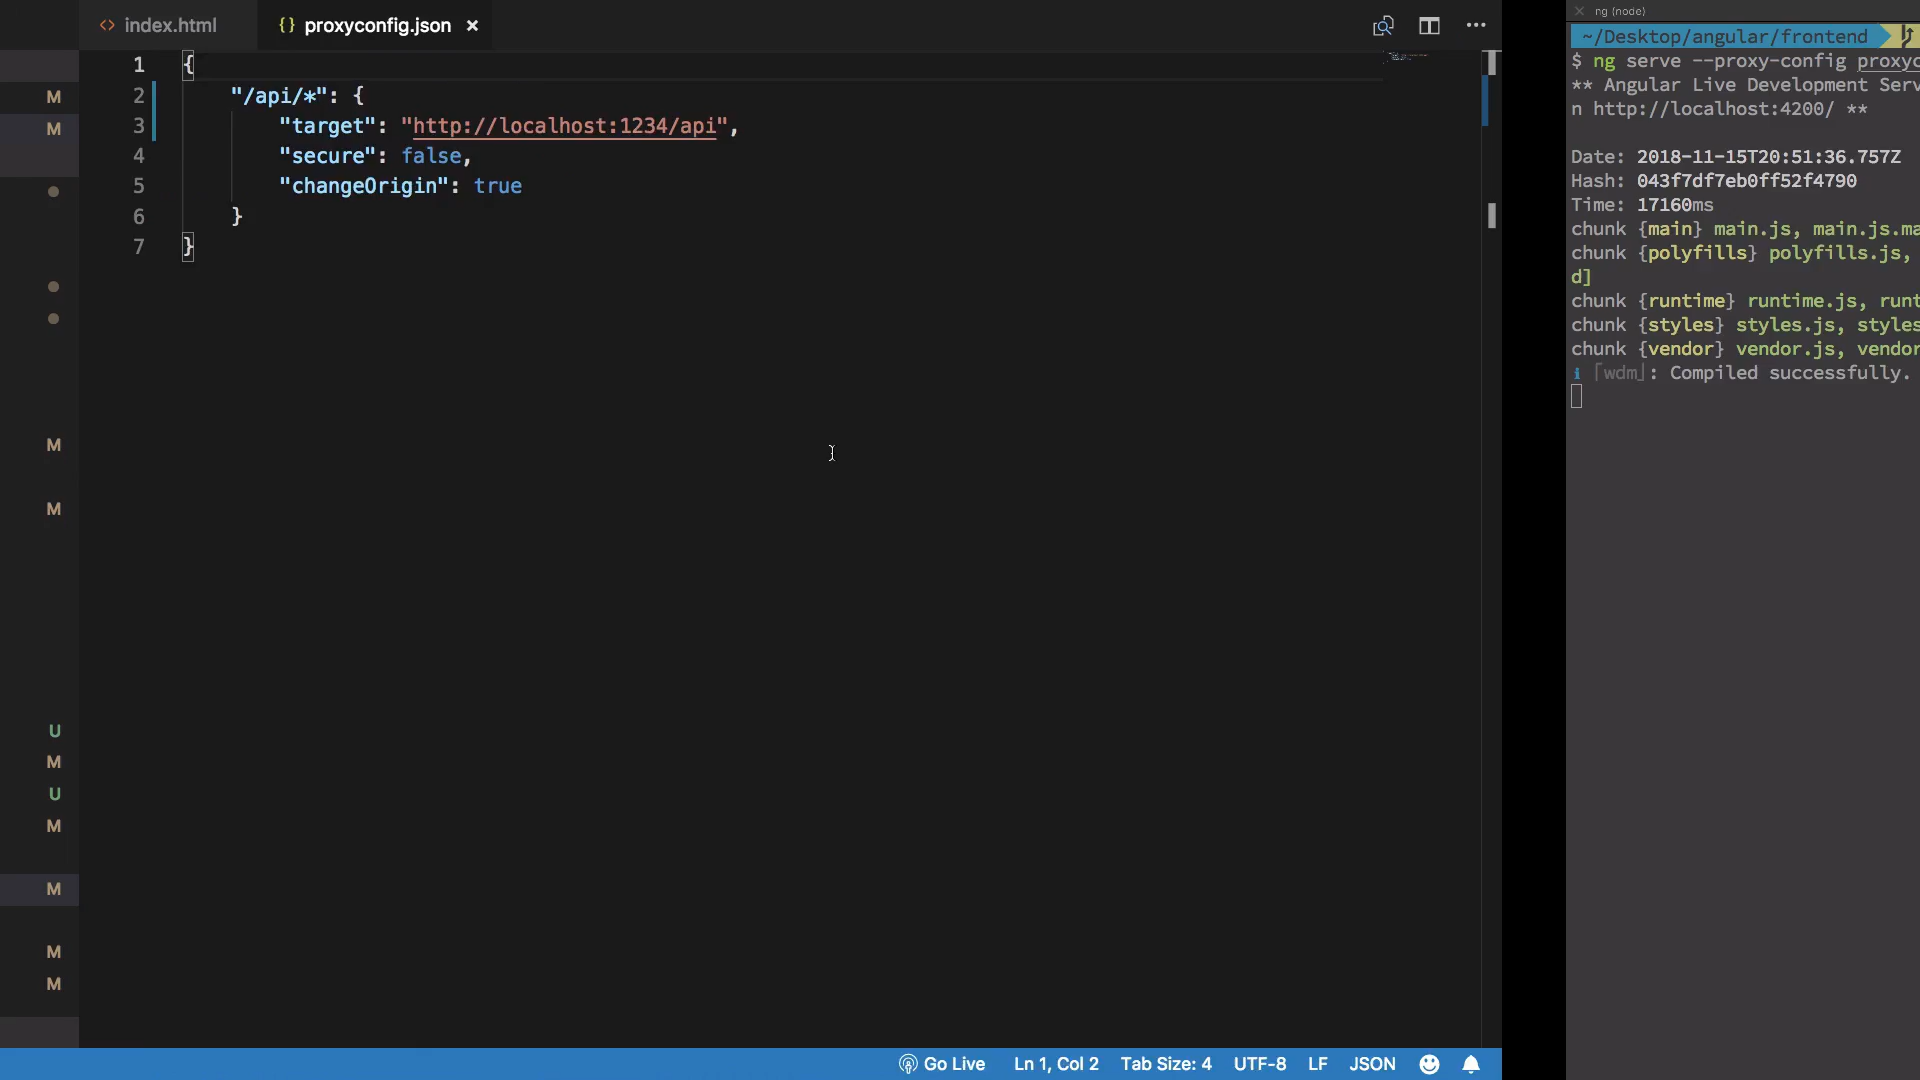 index.html
{} proxyconfig.json
1 {
2 "/api/*": {
3 "target": "http://localhost:1234/api",
4 "secure": false,
5 "changeOrigin": true
6 }
7 }
M
M
M
M
U
M
U
M
M
M
M
Go Live Ln 1, Col 2 Tab Size: 4 UTF-8 LF JSON
ng (node)
~/Desktop/angular/frontend
$ ng serve --proxy-config proxyc
** Angular Live Development Serv
n http://localhost:4200/ **
Date: 2018-11-15T20:51:36.757Z
Hash: 043f7df7eb0ff52f4790
Time: 17160ms
chunk {main} main.js, main.js.ma
chunk {polyfills} polyfills.js,
d]
chunk {runtime} runtime.js, runt
chunk {styles} styles.js, styles
chunk {vendor} vendor.js, vendor
ℹ ｢wdm｣: Compiled successfully.